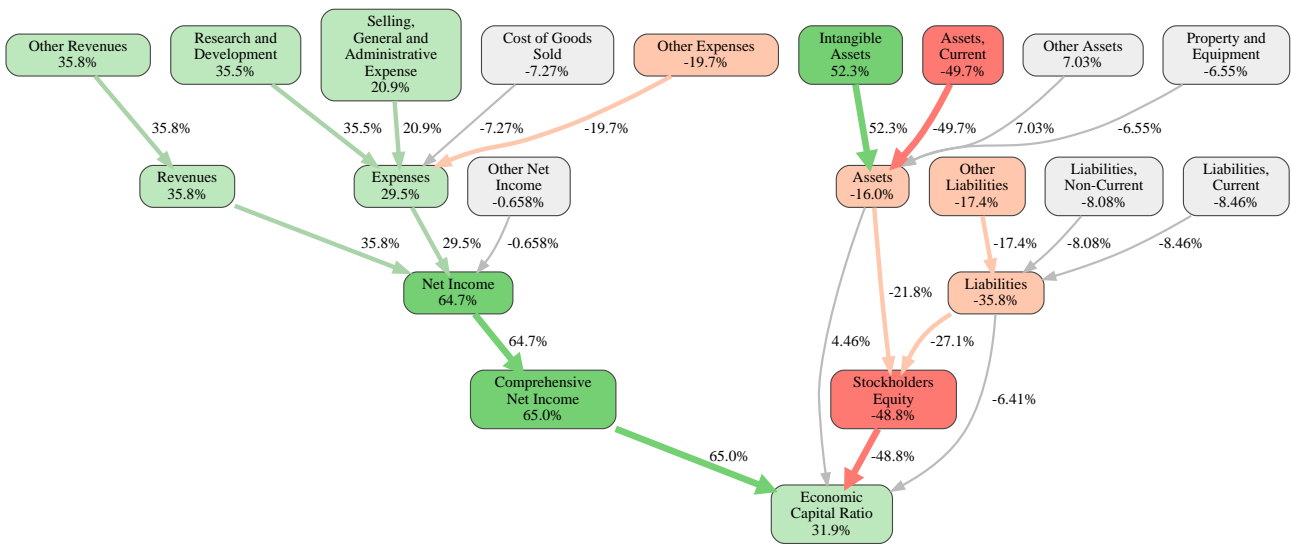 Other Revenues
35.8%
Research and
Development
35.5%
Selling,
General and
Administrative
Expense
20.9%
Cost of Goods
Sold
-7.27%
Other Expenses
-19.7%
Intangible
Assets
52.3%
Assets,
Current
-49.7%
Other Assets
7.03%
Property and
Equipment
-6.55%
35.8%
35.5%
20.9%
-7.27%
-19.7%
52.3%
-49.7%
7.03%
-6.55%
Revenues
35.8%
Expenses
29.5%
Other Net
Income
-0.658%
Assets
-16.0%
Other
Liabilities
-17.4%
Liabilities,
Non-Current
-8.08%
Liabilities,
Current
-8.46%
35.8%
29.5%
-0.658%
-17.4%
-8.08%
-8.46%
Net Income
64.7%
-21.8%
Liabilities
-35.8%
64.7%
4.46%
-27.1%
Comprehensive
Net Income
65.0%
Stockholders
Equity
-48.8%
-6.41%
65.0%
-48.8%
Economic
Capital Ratio
31.9%